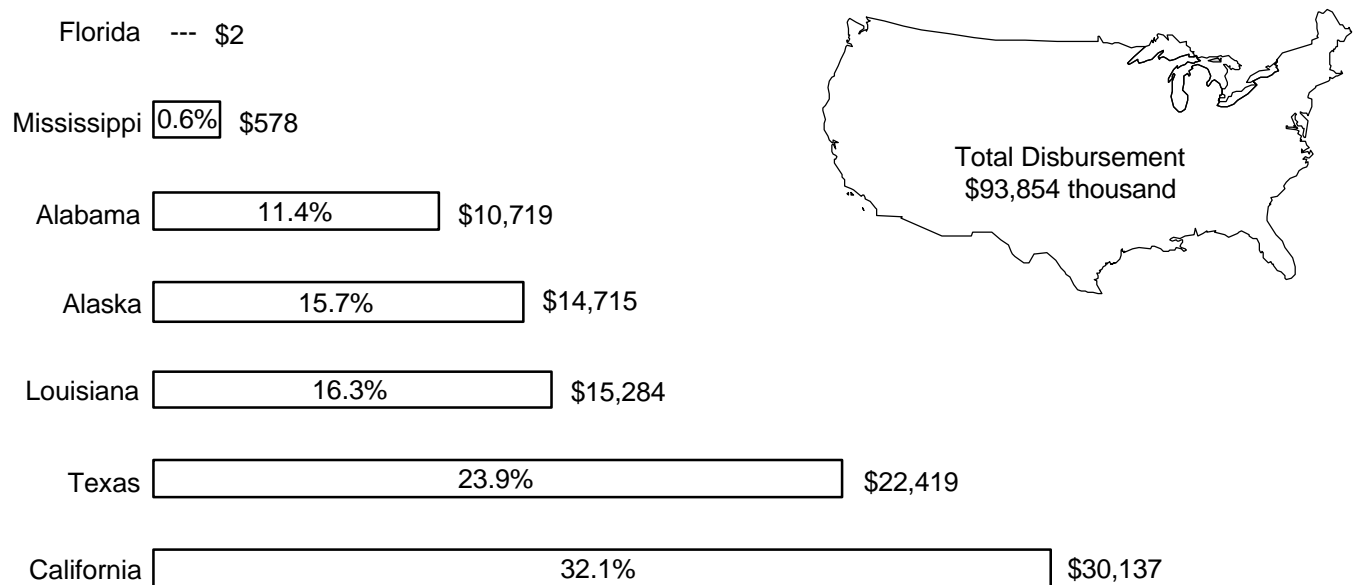 Florida --- $2
Mississippi 0.6% $578
Total Disbursement
$93,854 thousand
Alabama 11.4% $10,719
Alaska 15.7% $14,715
Louisiana 16.3% $15,284
Texas 23.9% $22,419
California 32.1% $30,137